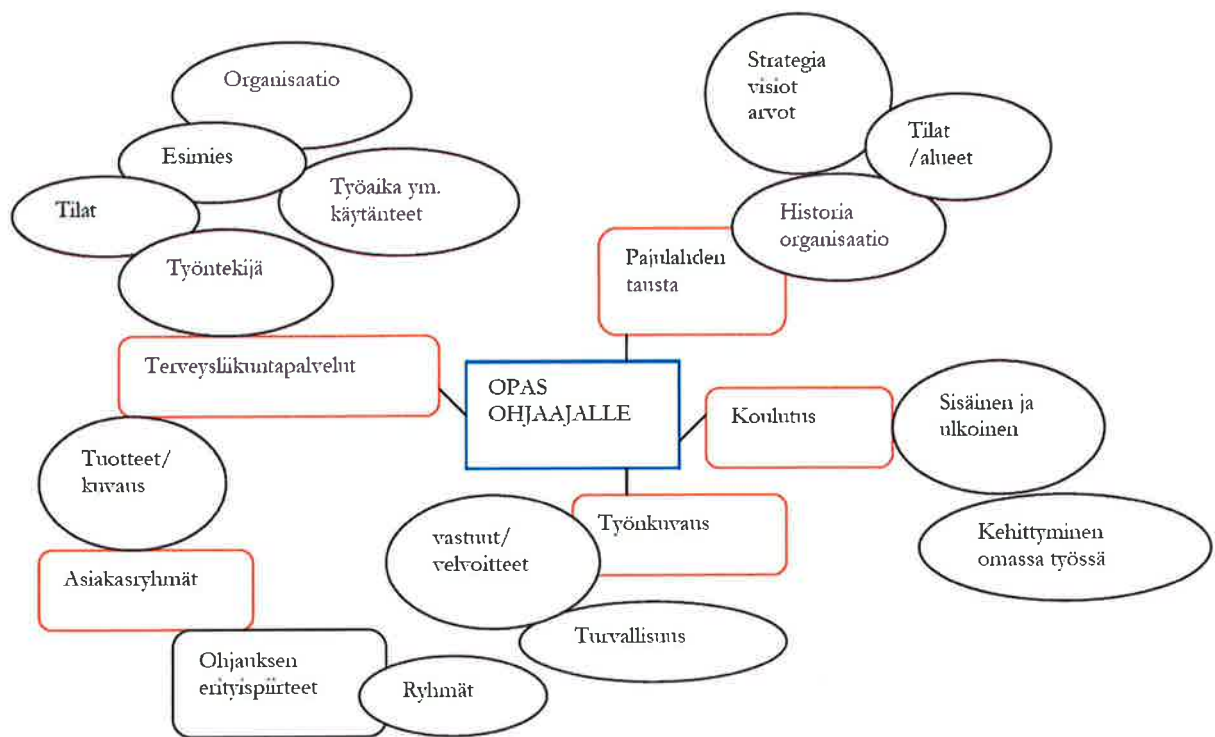 Organisaatio
Esimies
Työaika ym.
käytänteet
Tilat
Työntekijä
Terveysliikuntapalvelut
Strategia
visiot
arvot
Tilat
/alueet
Historia
organisaatio
Pajulahden
tausta
OPAS
OHJAAJALLE
Koulutus
Sisäinen ja
ulkoinen
Kehittyminen
omassa työssä
Tuotteet/
kuvaus
Asiakasryhmät
Ohjauksen
erityispiirteet
Ryhmät
Työnkuvaus
vastuut/
velvoitteet
Turvallisuus